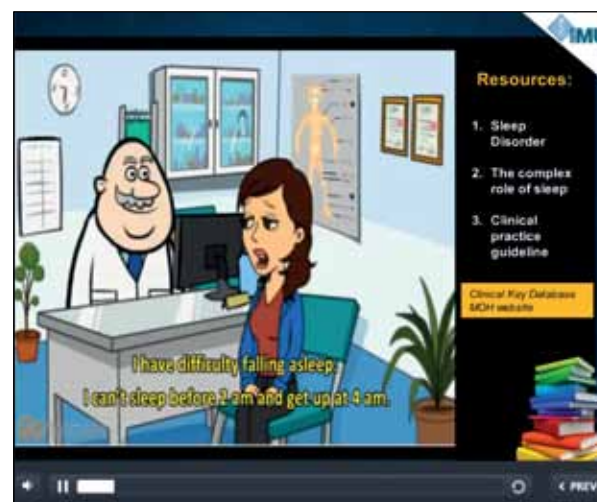 IMU
Resources:
1. Sleep
Disorder
2. The complex
role of sleep
3. Clinical
practice
guideline
Clinical Key Database
MOH website
I have difficulty falling asleep.
I can't sleep before 2 am and get up at 4 am.
< PREV